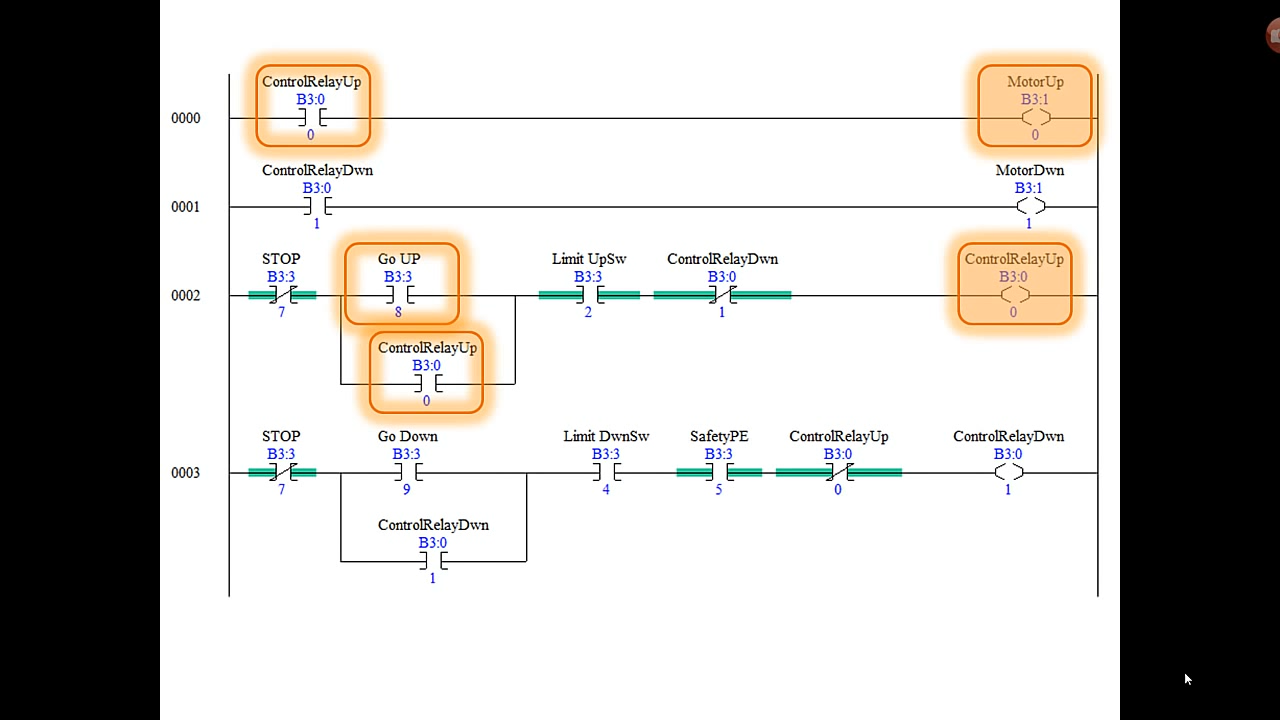 ControlRelayUp
B3:0
0
MotorUp
B3:1
0
0000
ControlRelayDwn
B3:0
1
MotorDwn
B3:1
1
0001
STOP
B3:3
7
Go UP
B3:3
8
Limit UpSw
B3:3
2
ControlRelayDwn
B3:0
1
ControlRelayUp
B3:0
0
0002
ControlRelayUp
B3:0
0
STOP
B3:3
7
Go Down
B3:3
9
Limit DwnSw
B3:3
4
SafetyPE
B3:3
5
ControlRelayUp
B3:0
0
ControlRelayDwn
B3:0
1
0003
ControlRelayDwn
B3:0
1